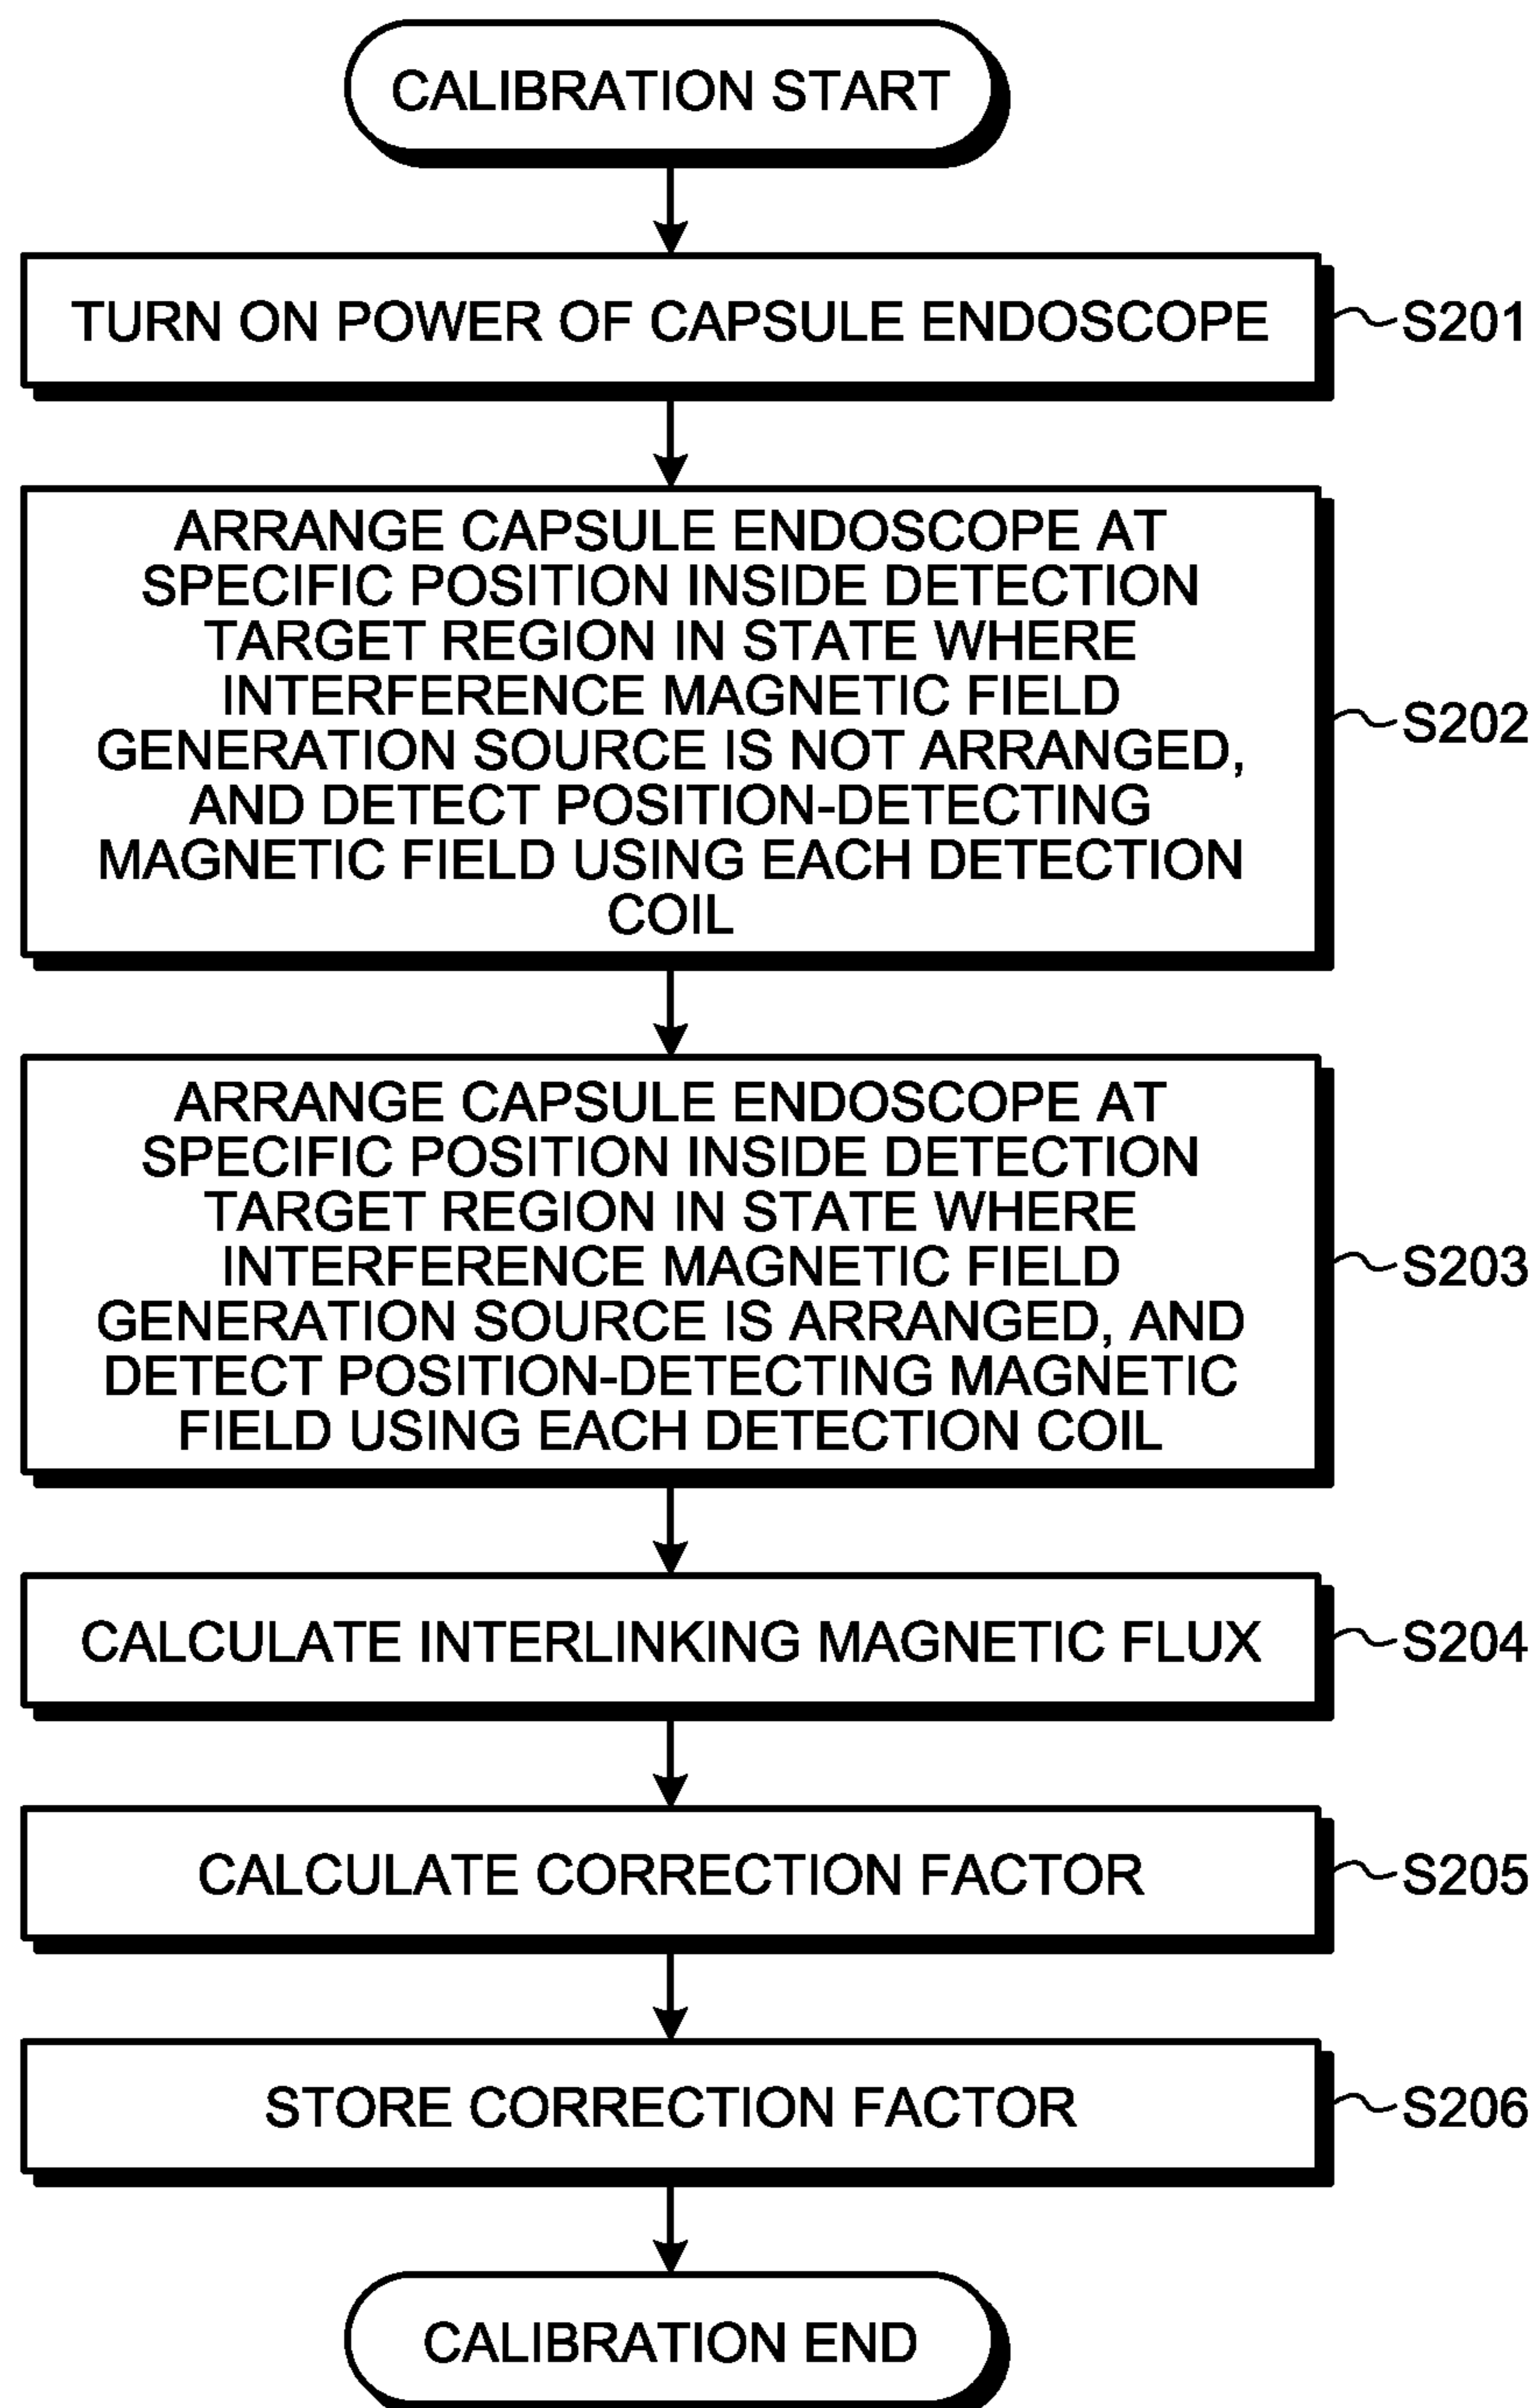 CALIBRATION START
TURN ON POWER OF CAPSULE ENDOSCOPE
S201
ARRANGE CAPSULE ENDOSCOPE AT
SPECIFIC POSITION INSIDE DETECTION
TARGET REGION IN STATE WHERE
INTERFERENCE MAGNETIC FIELD
GENERATION SOURCE IS NOT ARRANGED,
AND DETECT POSITION-DETECTING
MAGNETIC FIELD USING EACH DETECTION
COIL
S202
ARRANGE CAPSULE ENDOSCOPE AT
SPECIFIC POSITION INSIDE DETECTION
TARGET REGION IN STATE WHERE
INTERFERENCE MAGNETIC FIELD
GENERATION SOURCE IS ARRANGED, AND
DETECT POSITION-DETECTING MAGNETIC
FIELD USING EACH DETECTION COIL
S203
CALCULATE INTERLINKING MAGNETIC FLUX
S204
CALCULATE CORRECTION FACTOR
S205
STORE CORRECTION FACTOR
S206
CALIBRATION END